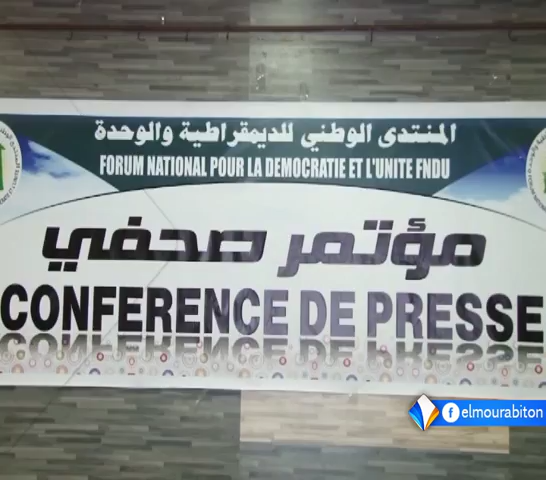 المنتدى الوطني للديمقراطية والوحدة
FORUM NATIONAL POUR LA DEMOCRATIE ET L'UNITE FNDU
مؤتمر صحفي
CONFERENCE DE PRESSE
elmourabiton